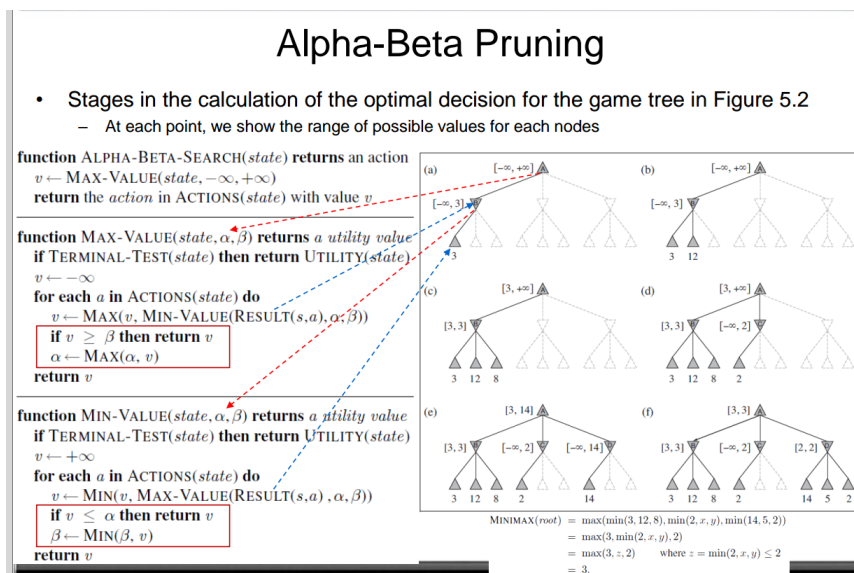 Alpha-Beta Pruning
• Stages in the calculation of the optimal decision for the game tree in Figure 5.2
– At each point, we show the range of possible values for each nodes
function ALPHA-BETA-SEARCH(state) returns an action
v ← MAX-VALUE(state, −∞, +∞)
return the action in ACTIONS(state) with value v
function MAX-VALUE(state, α, β) returns a utility value
if TERMINAL-TEST(state) then return UTILITY(state)
v ← −∞
for each a in ACTIONS(state) do
v ← MAX(v, MIN-VALUE(RESULT(s,a), α, β))
if v ≥ β then return v
α ← MAX(α, v)
return v
function MIN-VALUE(state, α, β) returns a utility value
if TERMINAL-TEST(state) then return UTILITY(state)
v ← +∞
for each a in ACTIONS(state) do
v ← MIN(v, MAX-VALUE(RESULT(s,a) , α, β))
if v ≤ α then return v
β ← MIN(β, v)
return v
(a) [−∞, +∞] A
[−∞, 3] B
3
(b) [−∞, +∞] A
[−∞, 3] B
3 12
(c) [3, +∞] A
[3, 3] B
3 12 8
(d) [3, +∞] A
[3, 3] B [−∞, 2] C
3 12 8 2
(e) [3, 14] A
[3, 3] B [−∞, 2] C [−∞, 14] D
3 12 8 2 14
(f) [3, 3] A
[3, 3] B [−∞, 2] C [2, 2] D
3 12 8 2 14 5 2
MINIMAX(root) = max(min(3, 12, 8), min(2, x, y), min(14, 5, 2))
= max(3, min(2, x, y), 2)
= max(3, z, 2) where z = min(2, x, y) ≤ 2
= 3.